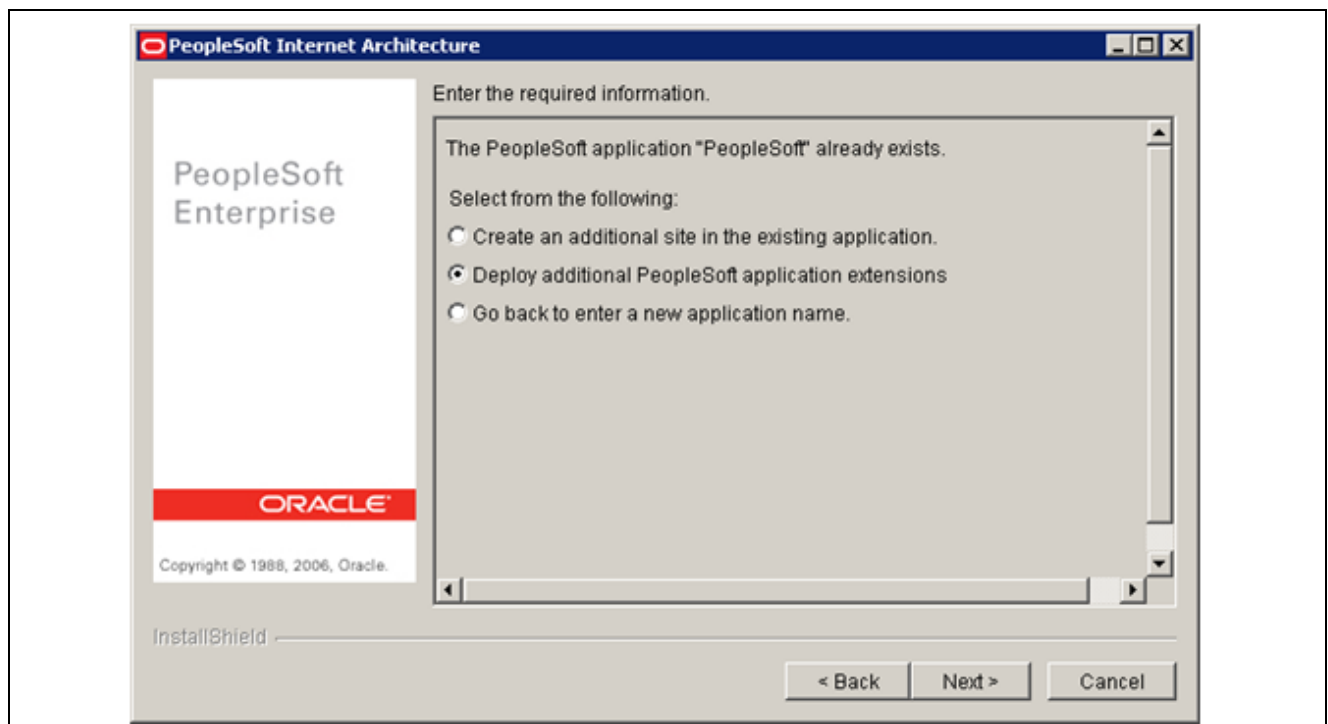 PeopleSoft Internet Architecture
Enter the required information.
PeopleSoft
Enterprise
ORACLE
Copyright © 1988, 2006, Oracle.
The PeopleSoft application "PeopleSoft" already exists.
Select from the following:
Create an additional site in the existing application.
Deploy additional PeopleSoft application extensions
Go back to enter a new application name.
InstallShield
< Back
Next >
Cancel